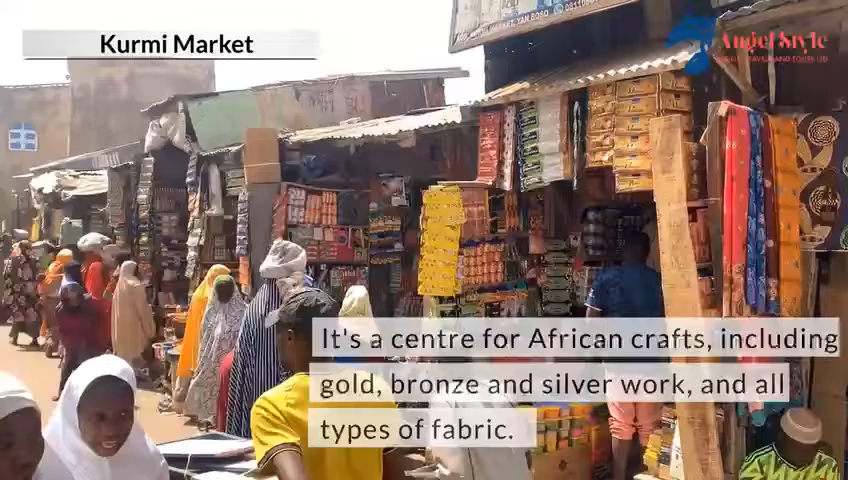 Kurmi Market
Angel Style
It's a centre for African crafts, including
gold, bronze and silver work, and all
types of fabric.